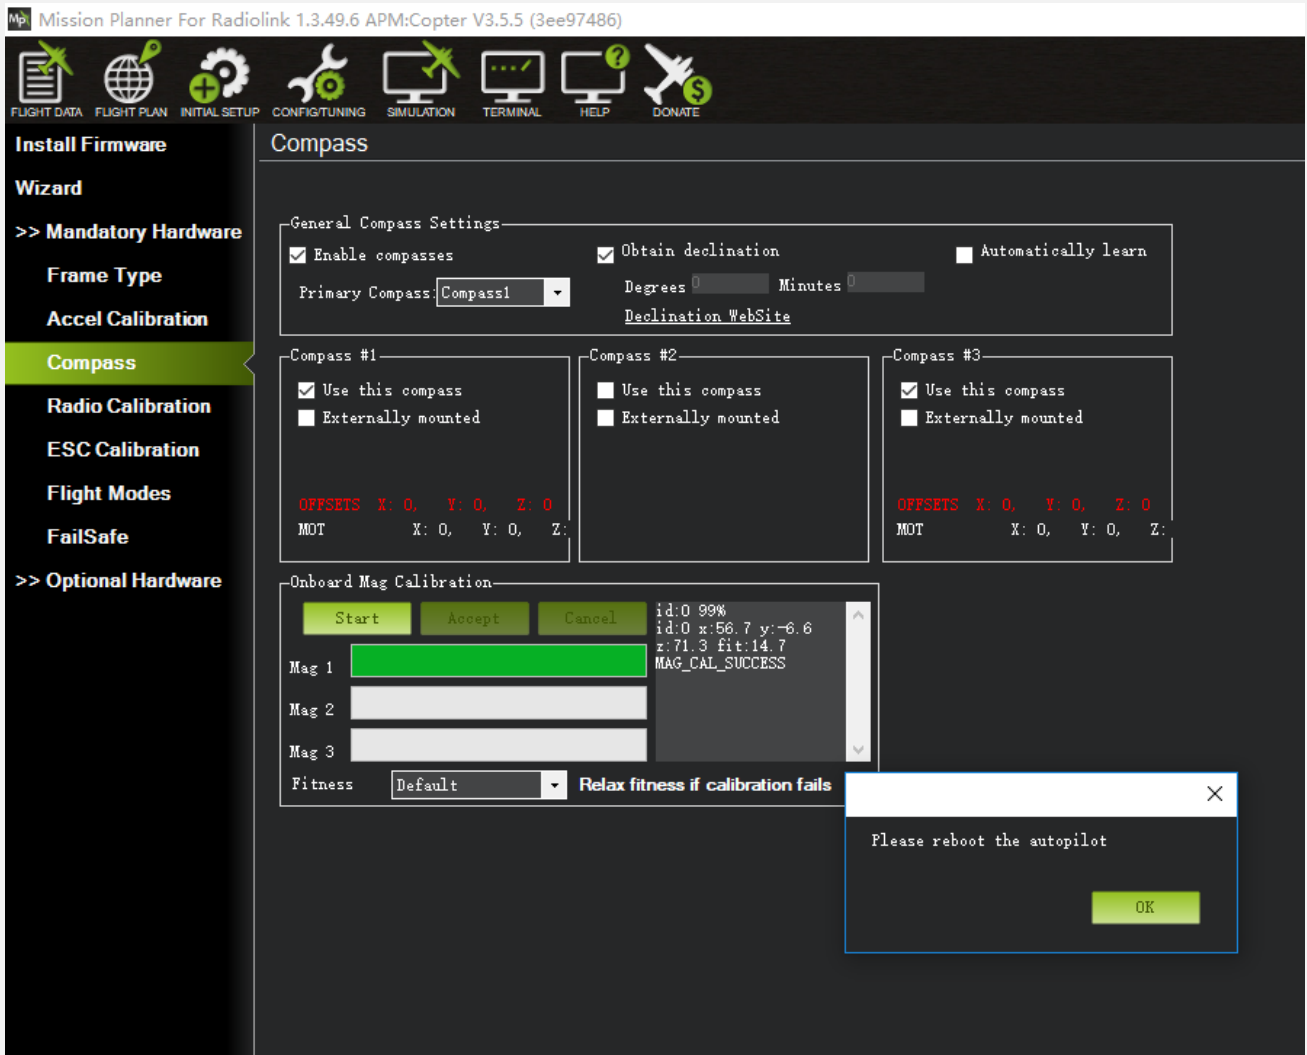 Mission Planner For Radiolink 1.3.49.6 APM:Copter V3.5.5 (3ee97486)
FLIGHT DATA FLIGHT PLAN INITIAL SETUP CONFIG/TUNING SIMULATION TERMINAL HELP DONATE
Install Firmware
Wizard
>> Mandatory Hardware
Frame Type
Accel Calibration
Compass
Radio Calibration
ESC Calibration
Flight Modes
FailSafe
>> Optional Hardware
Compass
General Compass Settings
Enable compasses
Obtain declination
Automatically learn
Primary Compass: Compass1
Degrees 0 Minutes 0
Declination WebSite
Compass #1
Use this compass
Externally mounted
OFFSETS X: 0, Y: 0, Z: 0
MOT X: 0, Y: 0, Z:
Compass #2
Use this compass
Externally mounted
Compass #3
Use this compass
Externally mounted
OFFSETS X: 0, Y: 0, Z: 0
MOT X: 0, Y: 0, Z:
Onboard Mag Calibration
Start Accept Cancel
Mag 1
Mag 2
Mag 3
id:0 99%
id:0 x:56.7 y:-6.6
z:71.3 fit:14.7
MAG_CAL_SUCCESS
Fitness Default Relax fitness if calibration fails
Please reboot the autopilot
OK